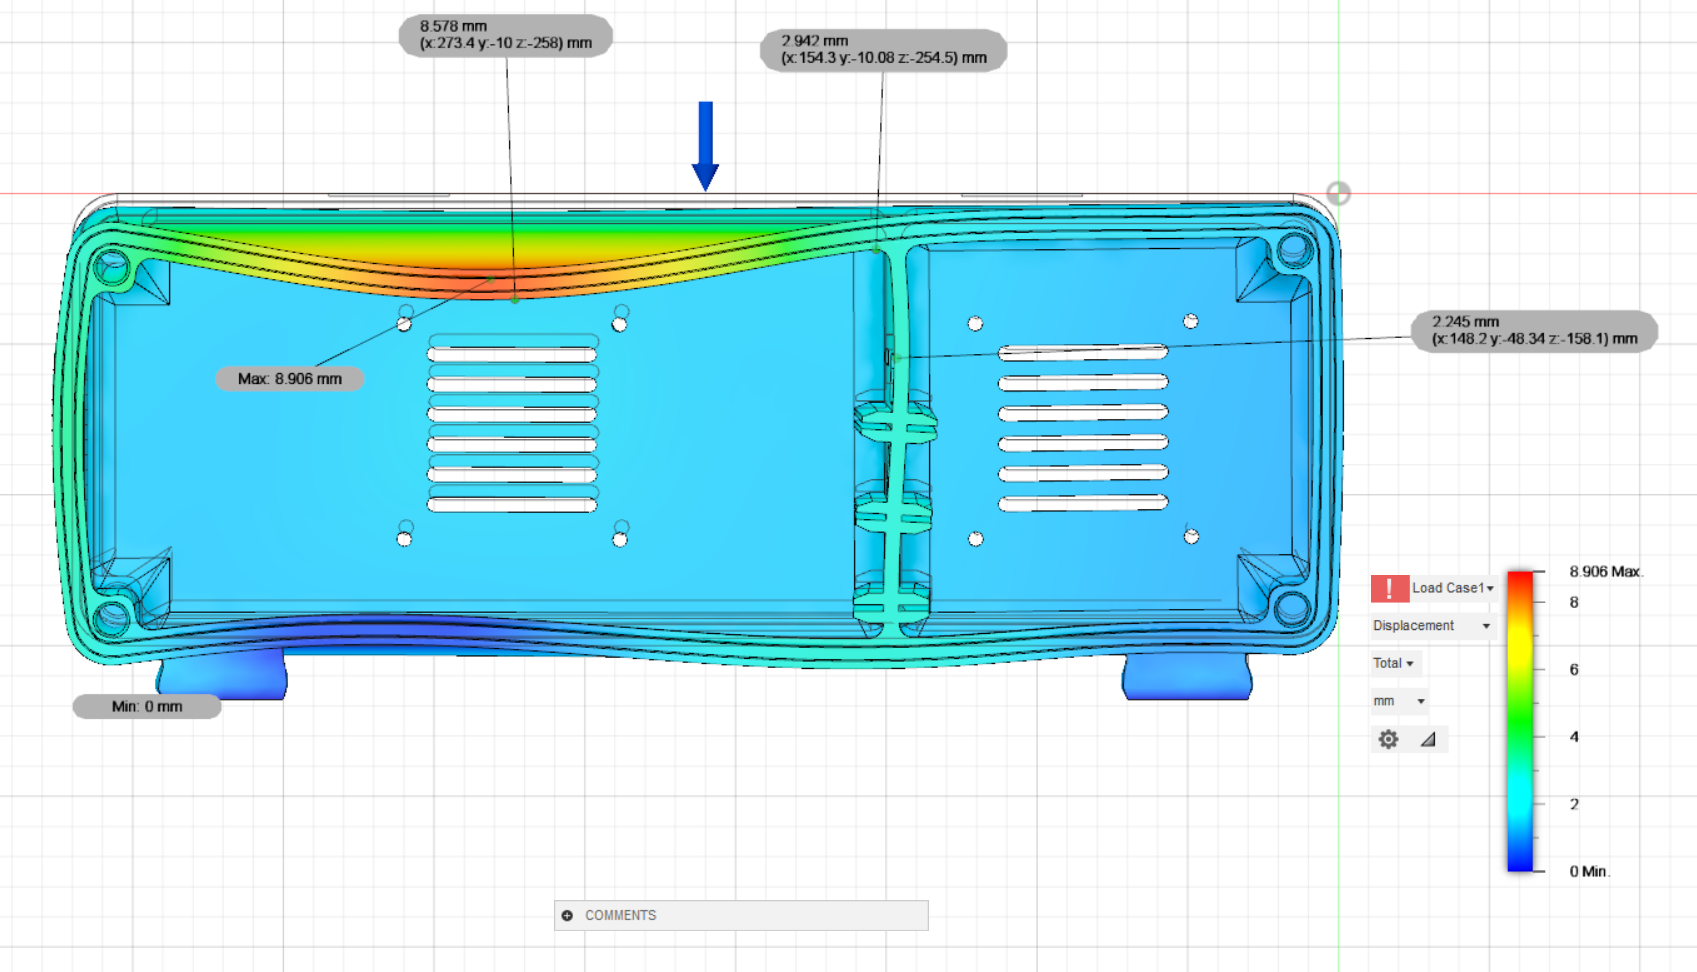 8.578 mm
(x:273.4 y:-10 z:-258) mm
2.942 mm
(x:154.3 y:-10.08 z:-254.5) mm
2.245 mm
(x:148.2 y:-48.34 z:-158.1) mm
Max: 8.906 mm
Min: 0 mm
! Load Case1
Displacement
Total
mm
8.906 Max.
8
6
4
2
0 Min.
COMMENTS